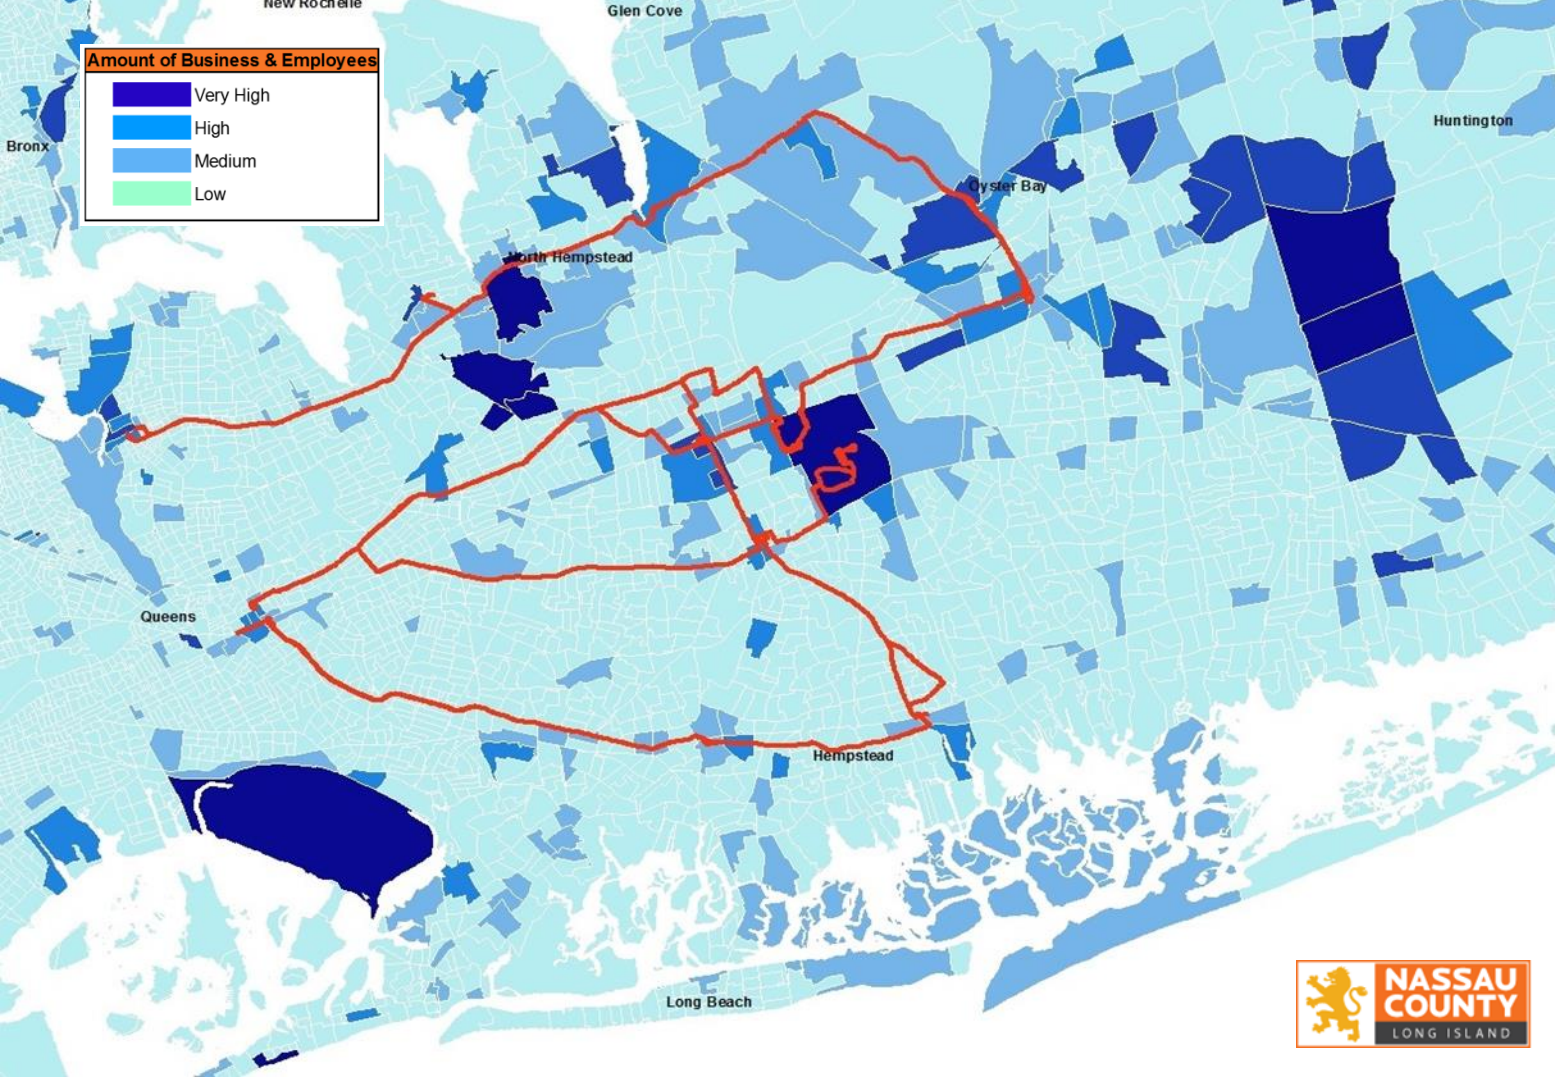 New Rochelle
Glen Cove
Amount of Business & Employees
Very High
High
Medium
Low
Bronx
Huntington
Oyster Bay
North Hempstead
Queens
Hempstead
Long Beach
NASSAU
COUNTY
LONG ISLAND